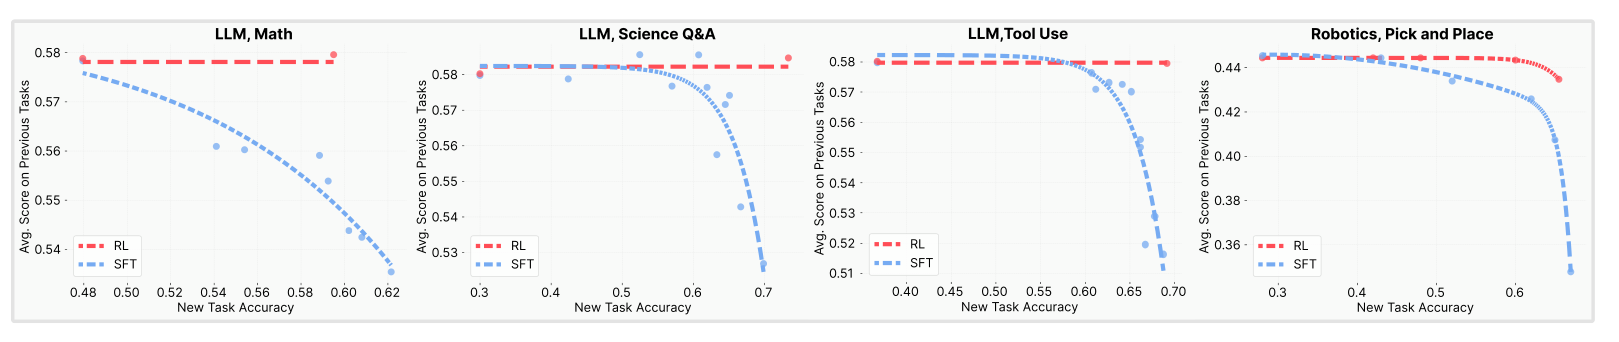 LLM, Math
Avg. Score on Previous Tasks
0.58
0.57
0.56
0.55
0.54
RL
SFT
0.48 0.50 0.52 0.54 0.56 0.58 0.60 0.62
New Task Accuracy
LLM, Science Q&A
Avg. Score on Previous Tasks
0.58
0.57
0.56
0.55
0.54
0.53
RL
SFT
0.3 0.4 0.5 0.6 0.7
New Task Accuracy
LLM,Tool Use
Avg. Score on Previous Tasks
0.58
0.57
0.56
0.55
0.54
0.53
0.52
0.51
RL
SFT
0.40 0.45 0.50 0.55 0.60 0.65 0.70
New Task Accuracy
Robotics, Pick and Place
Avg. Score on Previous Tasks
0.44
0.42
0.40
0.38
0.36
RL
SFT
0.3 0.4 0.5 0.6
New Task Accuracy